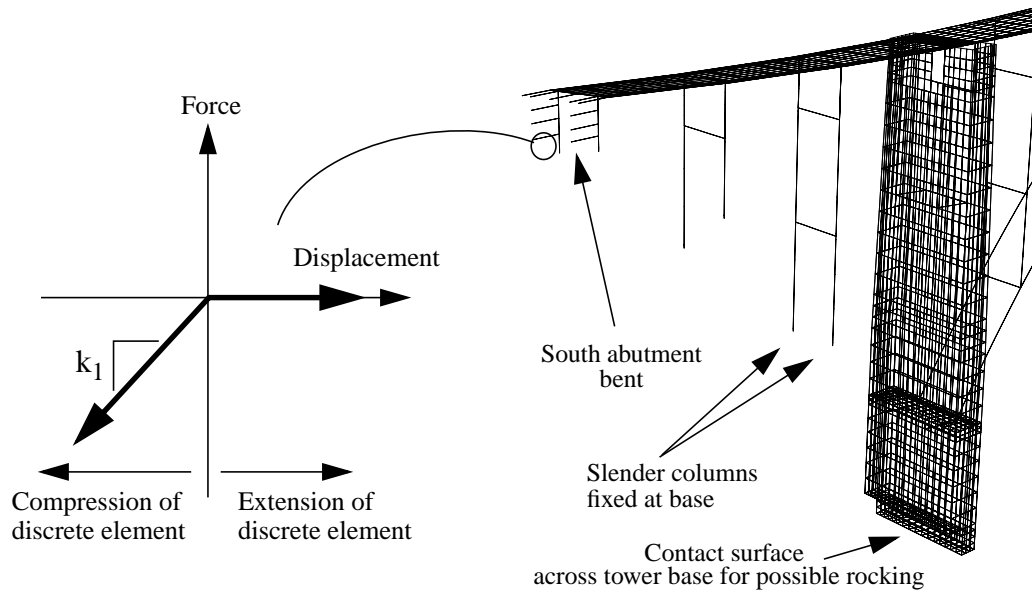 Force
Displacement
k1
Compression of
discrete element
Extension of
discrete element
South abutment
bent
Slender columns
fixed at base
Contact surface
across tower base for possible rocking